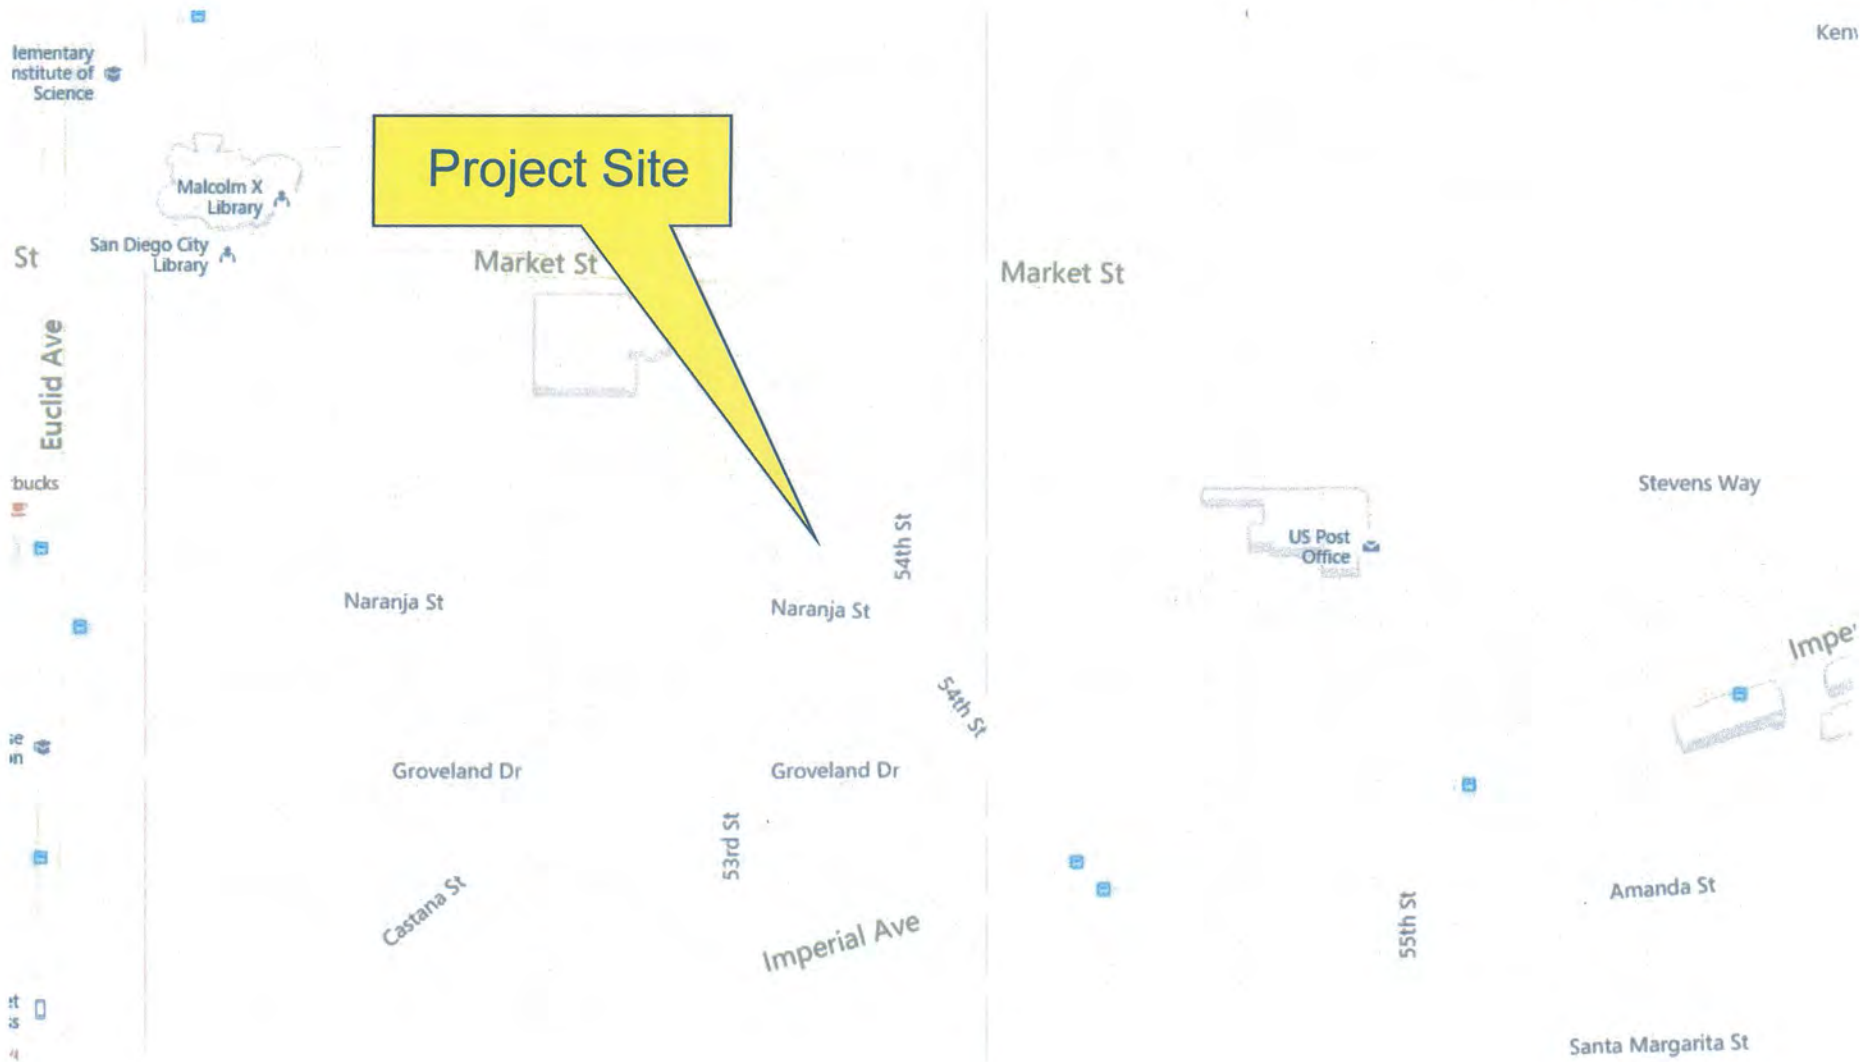 Kenw
lementary
nstitute of
Science
Project Site
Malcolm X
Library
San Diego City
Library
St
Market St
Market St
Euclid Ave
bucks
Stevens Way
54th St
US Post
Office
Naranja St
Naranja St
Impe
54th St
Groveland Dr
Groveland Dr
53rd St
Castana St
Amanda St
55th St
Imperial Ave
Santa Margarita St